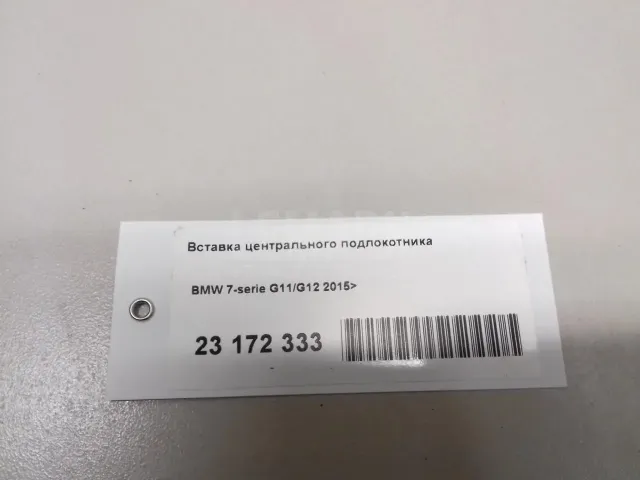 Вставка центрального подлокотника
BMW 7-serie G11/G12 2015>
23 172 333